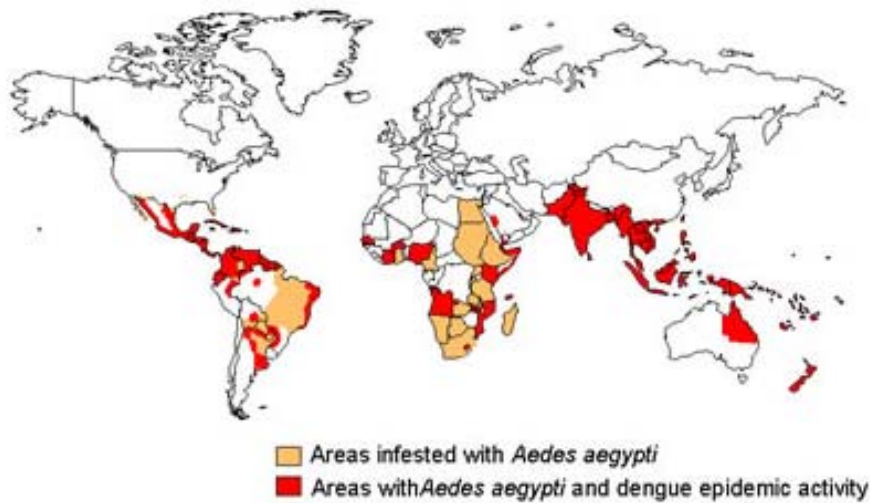 Areas infested with Aedes aegypti
Areas withAedes aegypti and dengue epidemic activity